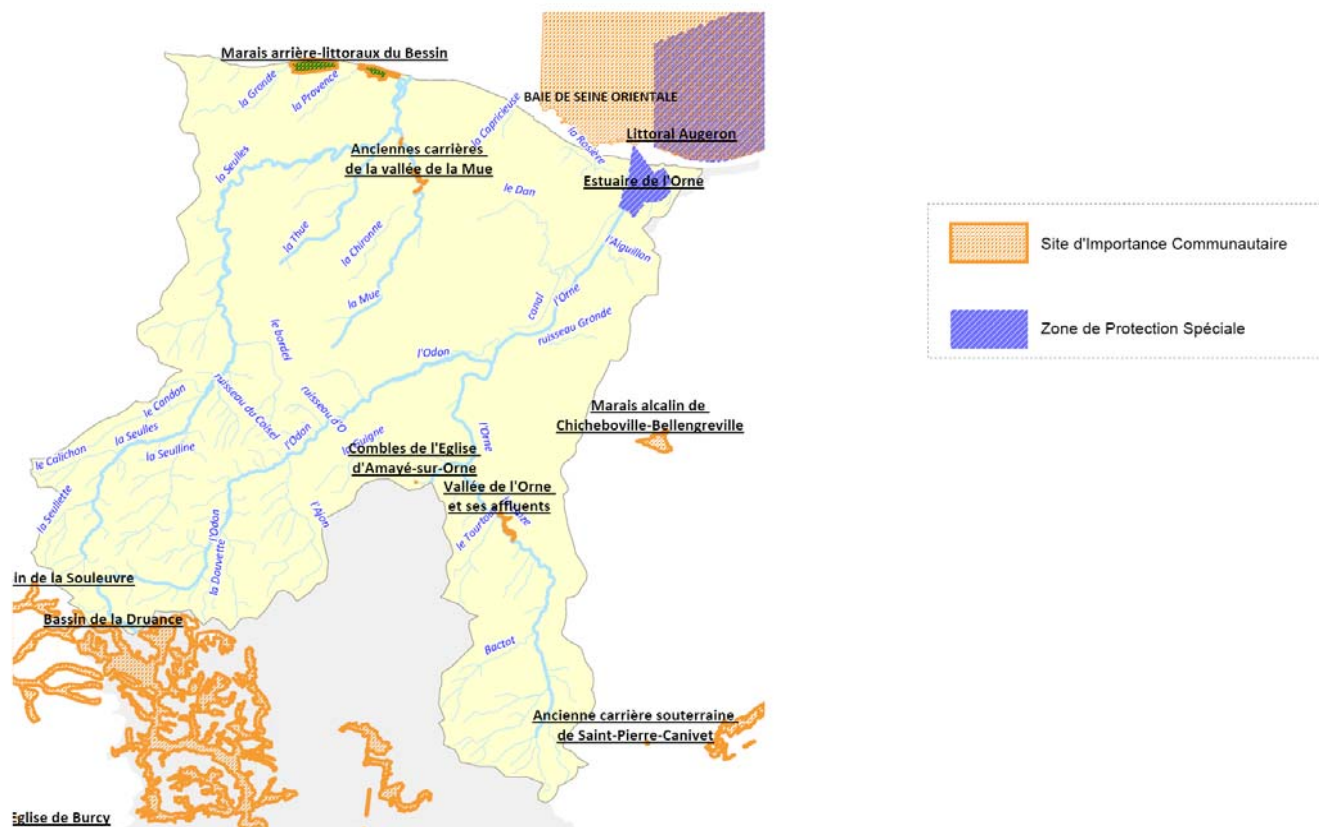 Marais arrière-littoraux du Bessin
la Gronde
la Provence
la Capricieuse
BAIE DE SEINE ORIENTALE
la Rosière
Littoral Augeron
Anciennes carrières
de la vallée de la Mue
la Seulles
Estuaire de l'Orne
le Dan
la Thue
la Chironne
l'Aiguillon
la Mue
canal
l'Orne
ruisseau Gronde
le bordel
l'Odon
Site d'Importance Communautaire
Zone de Protection Spéciale
le Candon
ruisseau du Coisel
ruisseau d'O
la Seulles
la Seulline
l'Odon
la Guigne
l'Orne
le Calichon
Marais alcalin de
Chicheboville-Bellengreville
Combles de l'Eglise
d'Amayé-sur-Orne
la Seullette
Vallée de l'Orne
et ses affluents
l'Ajon
l'Odon
le Tourtous
la Douvette
in de la Souleuvre
Bassin de la Druance
Bactot
Ancienne carrière souterraine
de Saint-Pierre-Canivet
Eglise de Burcy